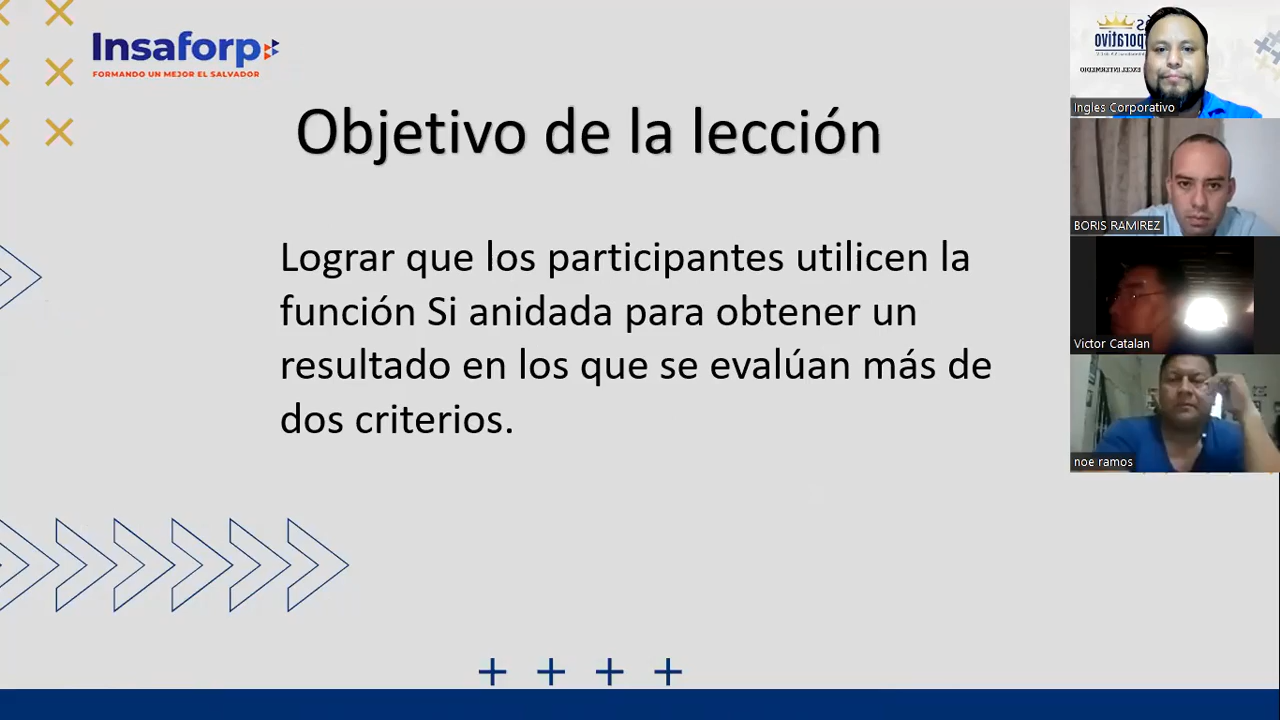 Insaforp
FORMANDO UN MEJOR EL SALVADOR
Objetivo de la lección
Lograr que los participantes utilicen la
función Si anidada para obtener un
resultado en los que se evalúan más de
dos criterios.
Ingles Corporativo
BORIS RAMIREZ
Victor Catalan
noe ramos